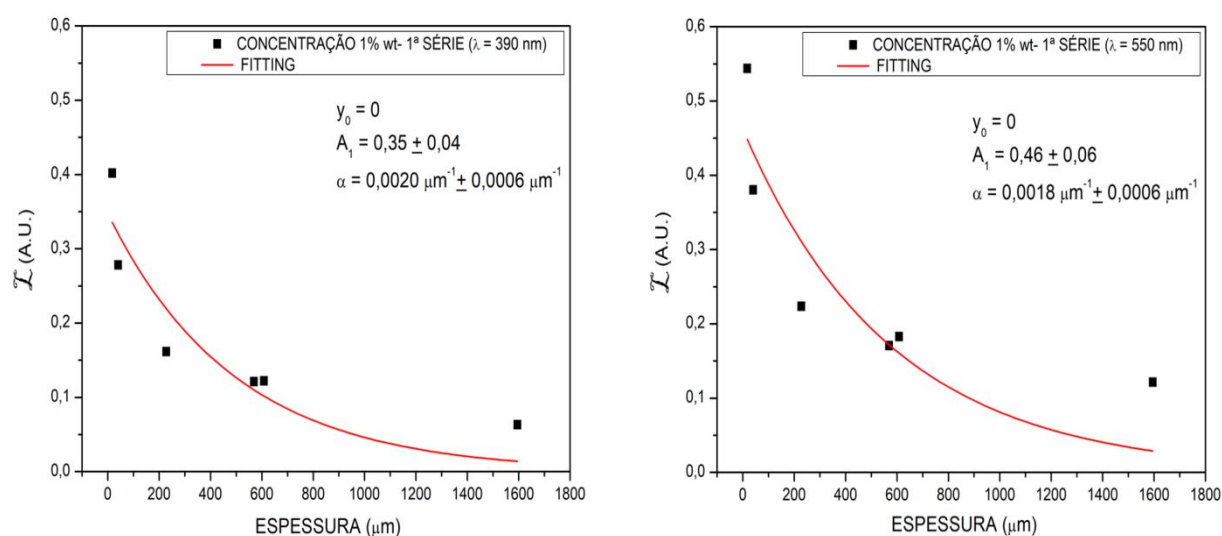 0,6
0,5
0,4
0,3
0,2
0,1
0,0
ℒ (A.U.)
CONCENTRAÇÃO 1% wt- 1ª SÉRIE (λ = 390 nm)
FITTING
y₀ = 0
A₁ = 0,35 ± 0,04
α = 0,0020 μm⁻¹ ± 0,0006 μm⁻¹
0 200 400 600 800 1000 1200 1400 1600 1800
ESPESSURA (μm)
0,6
0,5
0,4
0,3
0,2
0,1
0,0
ℒ (A.U.)
CONCENTRAÇÃO 1% wt- 1ª SÉRIE (λ = 550 nm)
FITTING
y₀ = 0
A₁ = 0,46 ± 0,06
α = 0,0018 μm⁻¹ ± 0,0006 μm⁻¹
0 200 400 600 800 1000 1200 1400 1600 1800
ESPESSURA (μm)